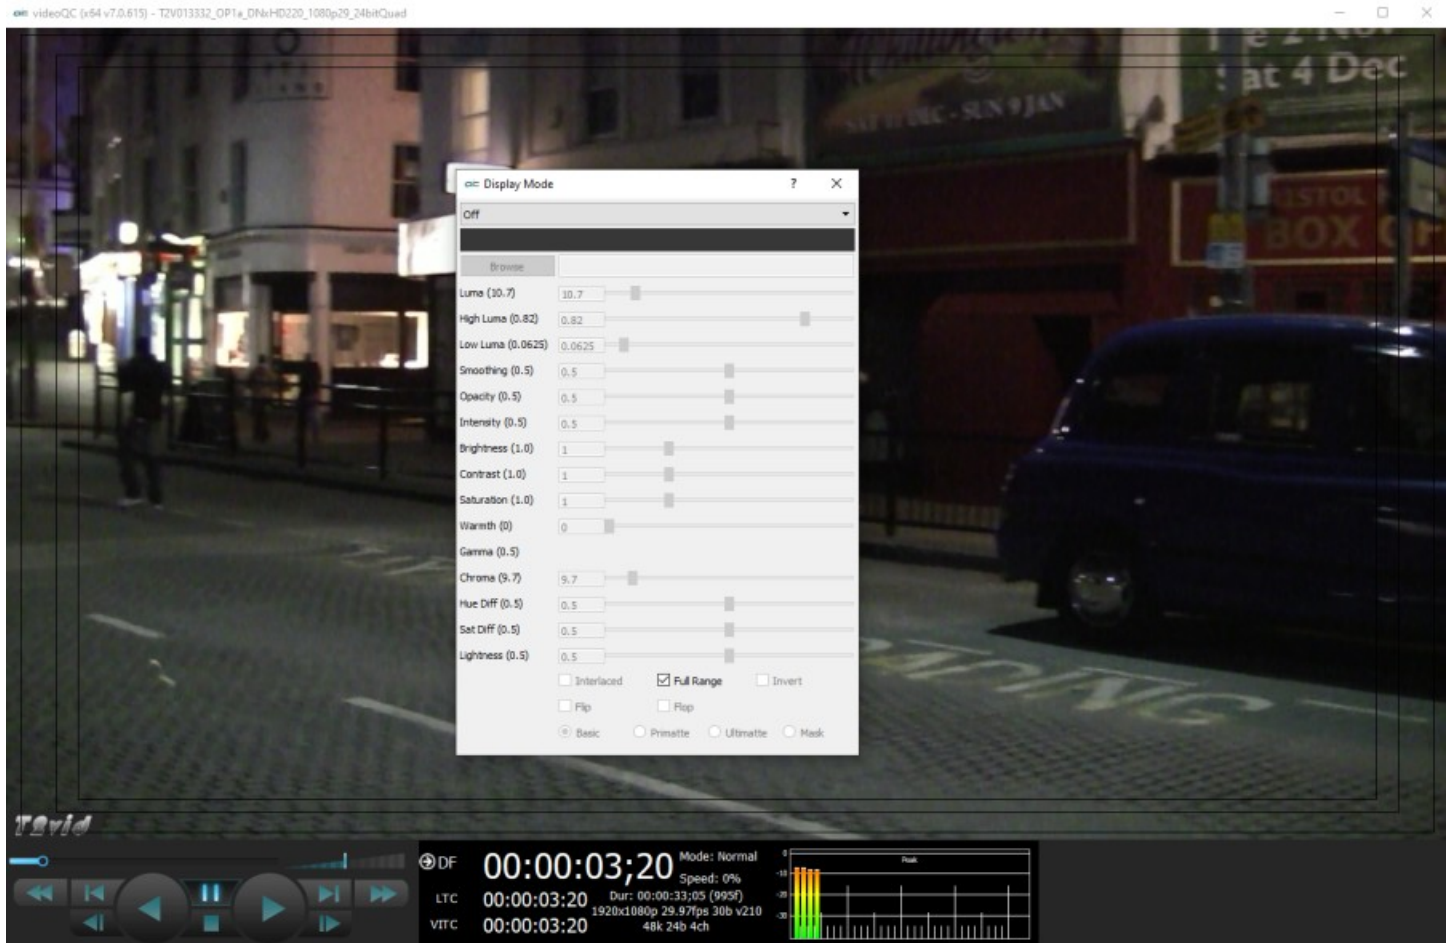 videoQC (x64 v7.0.615) - T2V013332_OP1a_DNxHD220_1080p29_24bitQuad
Sat 4 Dec
DEC - SUN 9 JAN
BOX OF
Display Mode
?
Off
Browse
Luma (10.7) 10.7
High Luma (0.82) 0.82
Low Luma (0.0625) 0.0625
Smoothing (0.5) 0.5
Opacity (0.5) 0.5
Intensity (0.5) 0.5
Brightness (1.0) 1
Contrast (1.0) 1
Saturation (1.0) 1
Warmth (0) 0
Gamma (0.5)
Chroma (9.7) 9.7
Hue Diff (0.5) 0.5
Sat Diff (0.5) 0.5
Lightness (0.5) 0.5
Interlaced Full Range Invert
Flip Flop
Basic Primatte Ultimatte Mask
T2vid
DF 00:00:03;20 Mode: Normal
Speed: 0%
LTC 00:00:03:20 Dur: 00:00:33;05 (995f)
1920x1080p 29.97fps 30b v210
VITC 00:00:03:20 48k 24b 4ch
Peak
0
-10
-20
-30